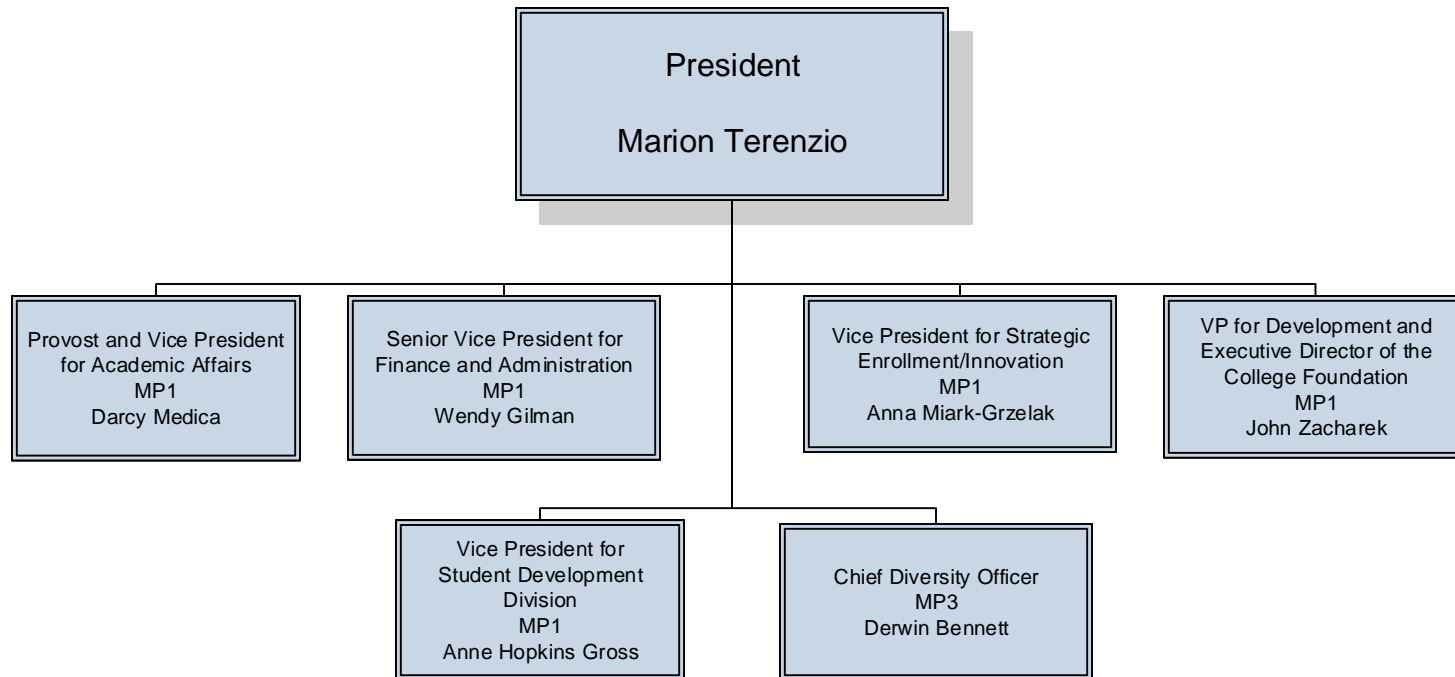 President
Marion Terenzio
Provost and Vice President
for Academic Affairs
MP1
Darcy Medica
Senior Vice President for
Finance and Administration
MP1
Wendy Gilman
Vice President for Strategic
Enrollment/Innovation
MP1
Anna Miark-Grzelak
VP for Development and
Executive Director of the
College Foundation
MP1
John Zacharek
Vice President for
Student Development
Division
MP1
Anne Hopkins Gross
Chief Diversity Officer
MP3
Derwin Bennett